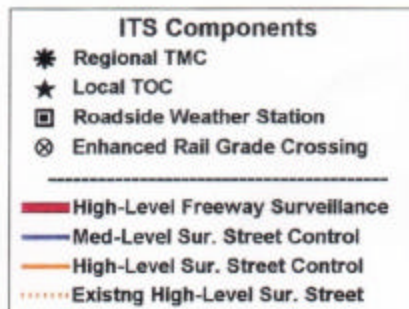 ITS Components
Regional TMC
Local TOC
Roadside Weather Station
Enhanced Rail Grade Crossing
High-Level Freeway Surveillance
Med-Level Sur. Street Control
High-Level Sur. Street Control
Existng High-Level Sur. Street